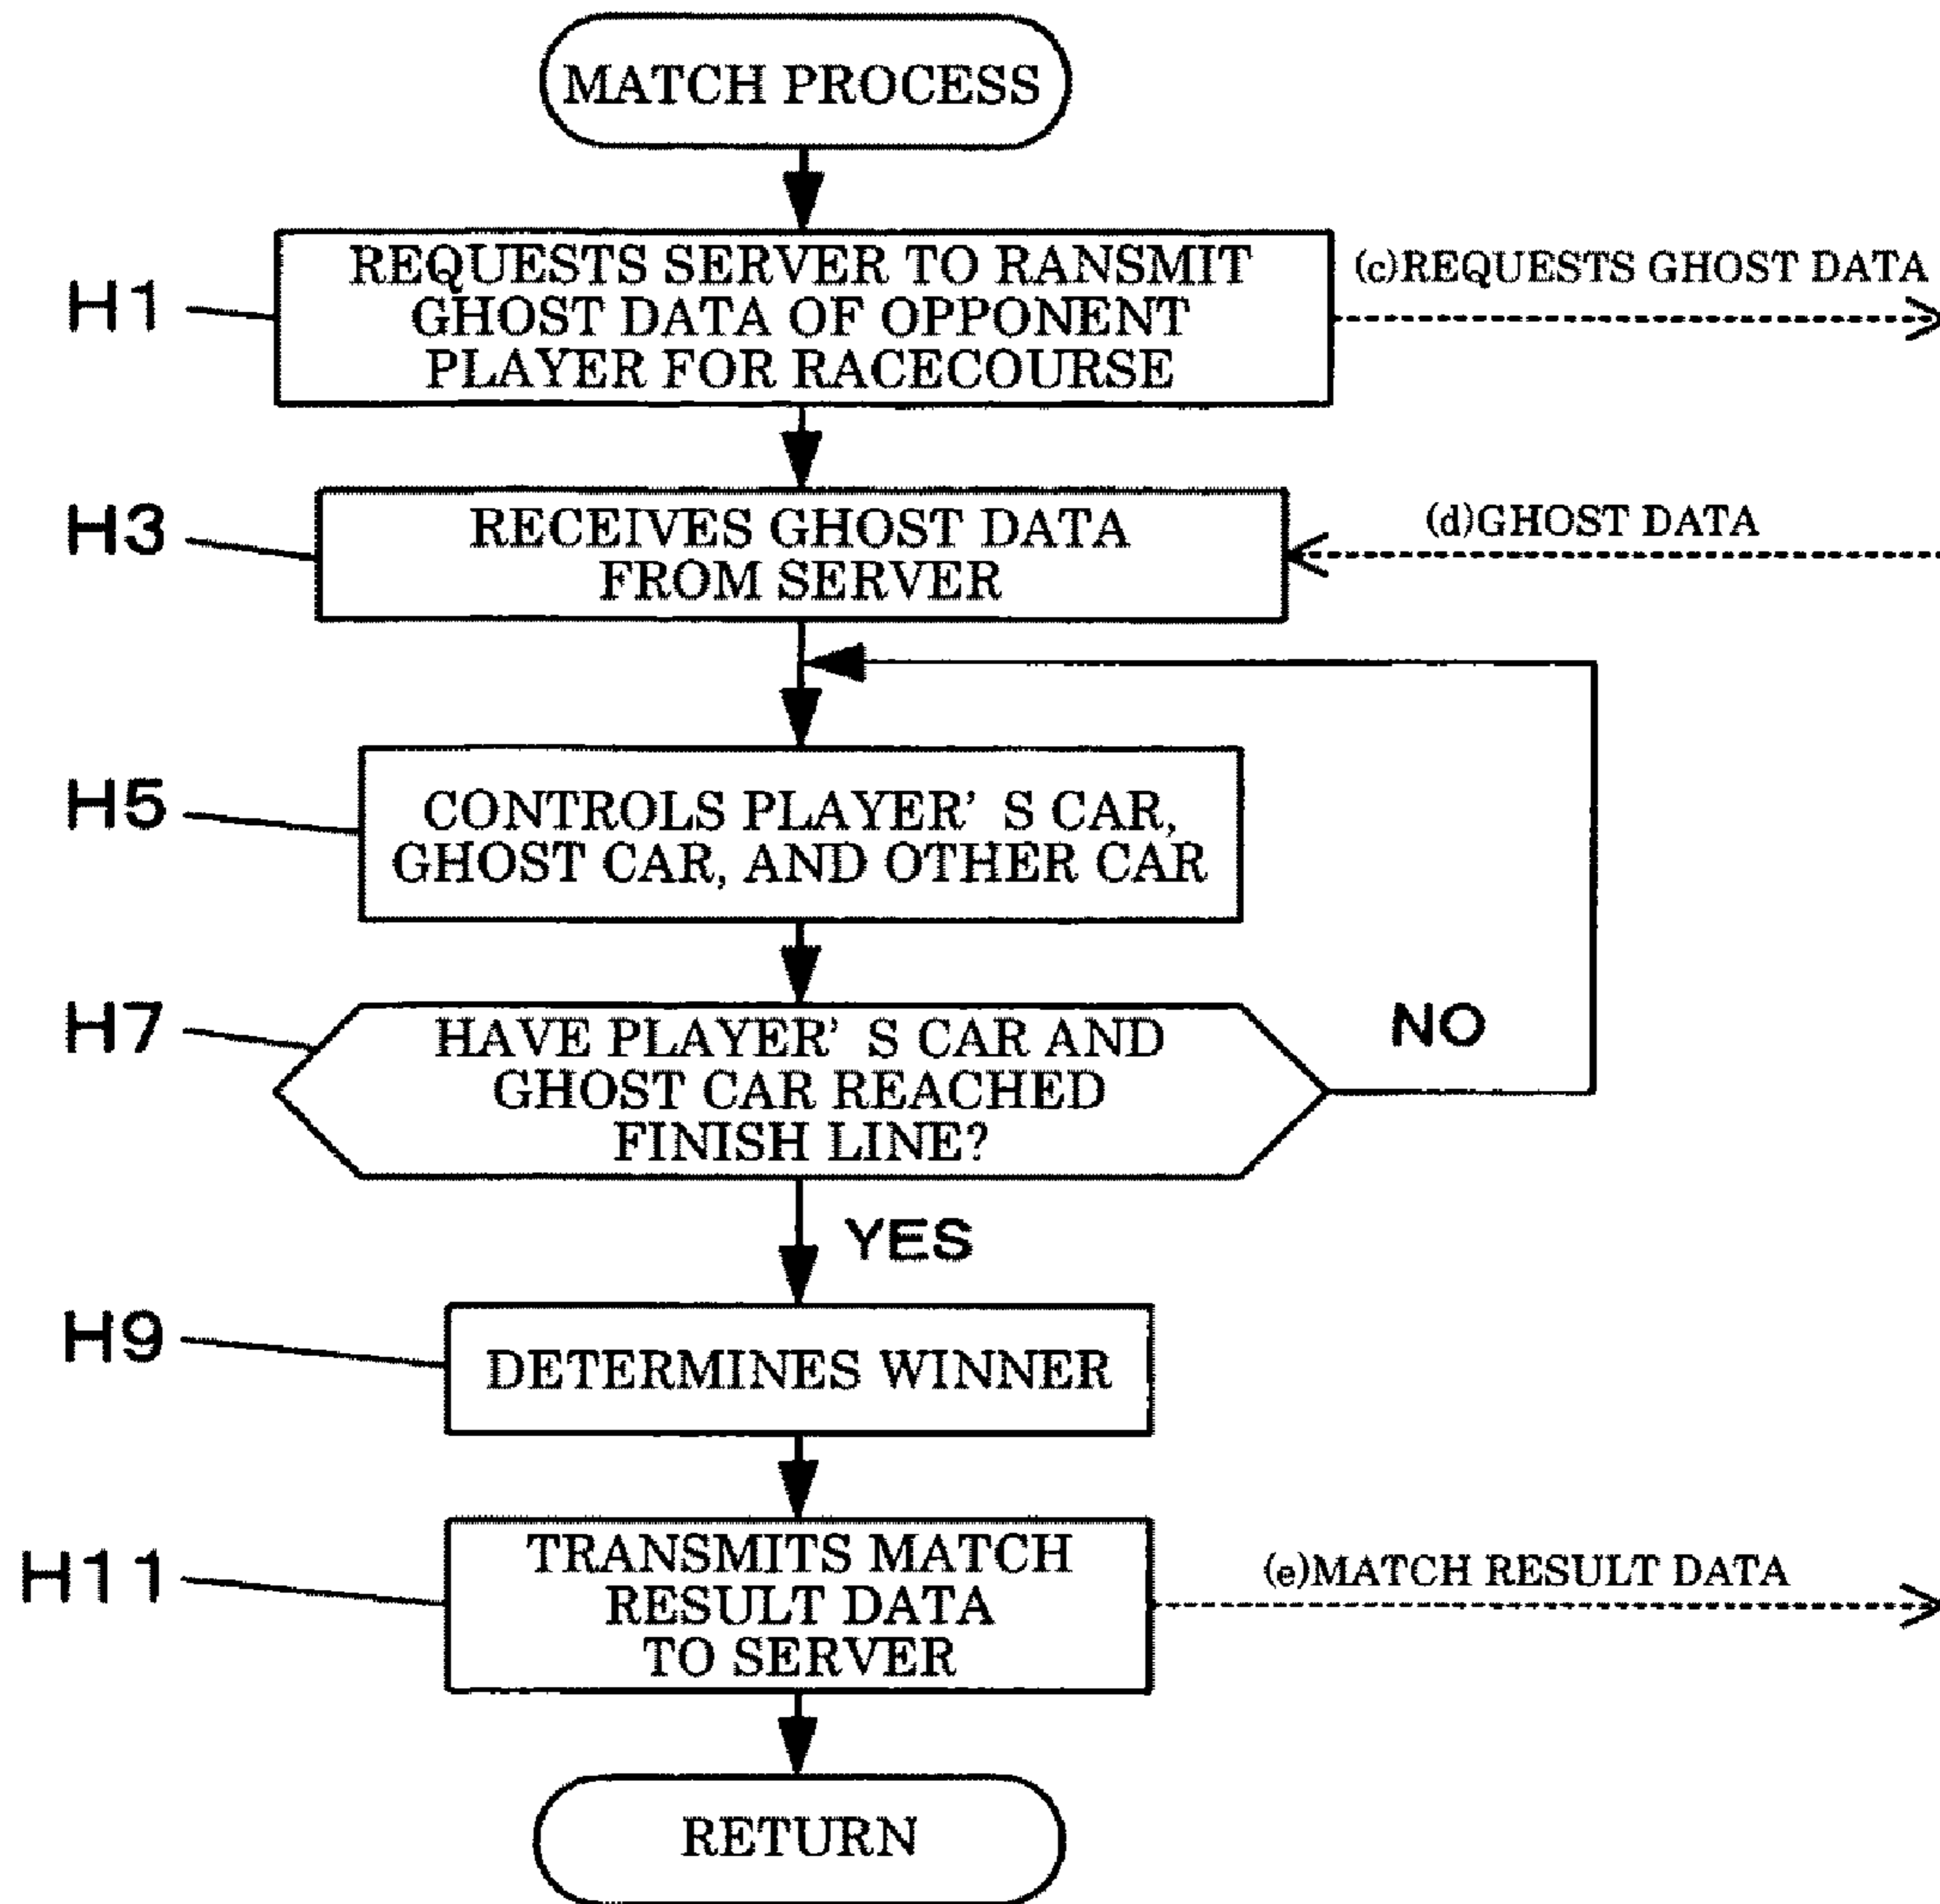 MATCH PROCESS
H1
REQUESTS SERVER TO RANSMIT
GHOST DATA OF OPPONENT
PLAYER FOR RACECOURSE
(c)REQUESTS GHOST DATA
H3
RECEIVES GHOST DATA
FROM SERVER
(d)GHOST DATA
H5
CONTROLS PLAYER' S CAR,
GHOST CAR, AND OTHER CAR
H7
HAVE PLAYER' S CAR AND
GHOST CAR REACHED
FINISH LINE?
NO
YES
H9
DETERMINES WINNER
H11
TRANSMITS MATCH
RESULT DATA
TO SERVER
(e)MATCH RESULT DATA
RETURN